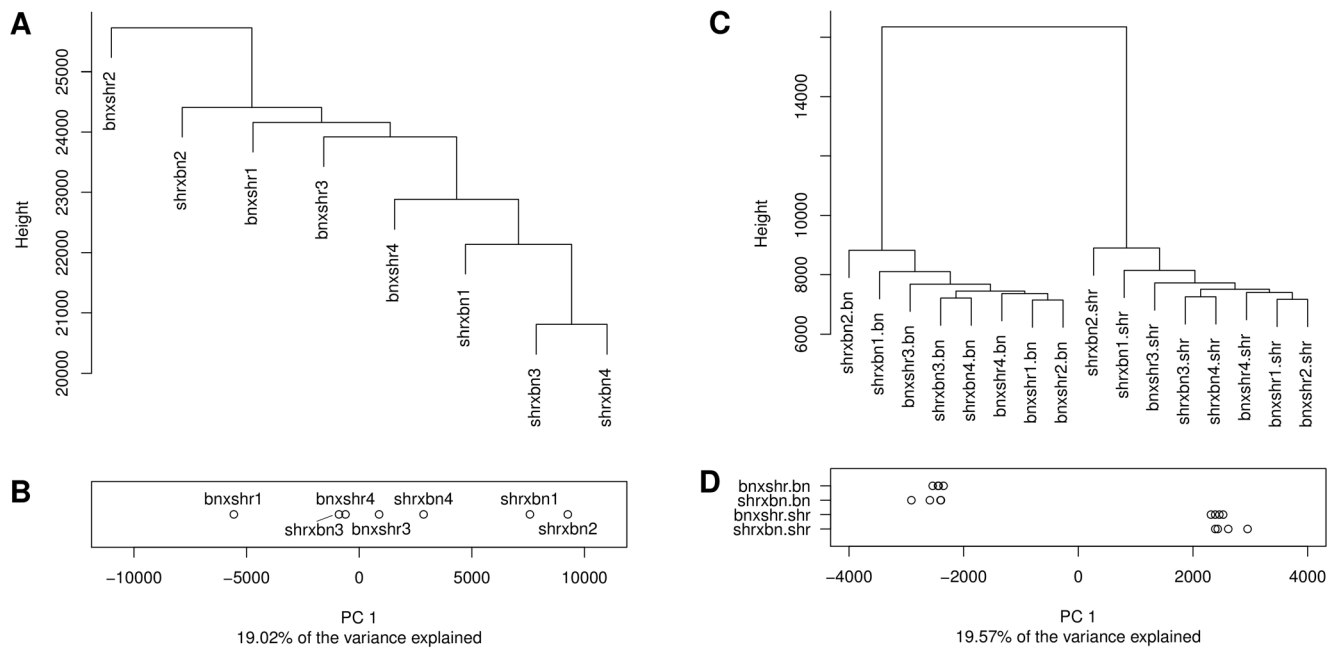 A
Height
25000
24000
23000
22000
21000
20000
bnxshr2
shrxbn2
bnxshr1
bnxshr3
bnxshr4
shrxbn1
shrxbn3
shrxbn4
B
bnxshr1
bnxshr4
shrxbn4
shrxbn1
shrxbn3
bnxshr3
shrxbn2
−10000
−5000
0
5000
10000
PC 1
19.02% of the variance explained
C
Height
14000
10000
8000
6000
shrxbn2.bn
shrxbn1.bn
bnxshr3.bn
shrxbn3.bn
shrxbn4.bn
bnxshr4.bn
bnxshr1.bn
bnxshr2.bn
shrxbn2.shr
shrxbn1.shr
bnxshr3.shr
shrxbn3.shr
shrxbn4.shr
bnxshr4.shr
bnxshr1.shr
bnxshr2.shr
D
bnxshr.bn
shrxbn.bn
bnxshr.shr
shrxbn.shr
−4000
−2000
0
2000
4000
PC 1
19.57% of the variance explained